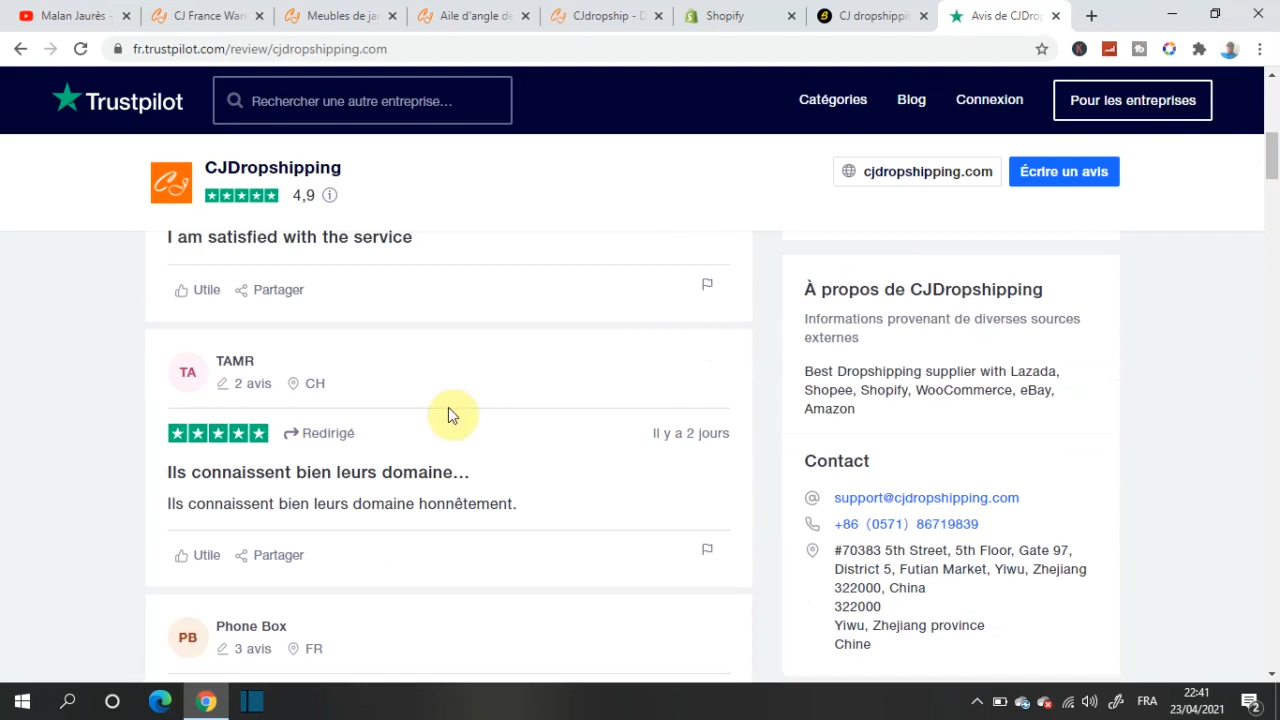 Malan Jaurès -
CJ France War
Meubles de ja
Aile d'angle de
CJdropship - D
Shopify
CJ dropshippin
Avis de CJDro
fr.trustpilot.com/review/cjdropshipping.com
Trustpilot
Rechercher une autre entreprise…
Catégories
Blog
Connexion
Pour les entreprises
CJ
CJDropshipping
4,9
cjdropshipping.com
Écrire un avis
I am satisfied with the service
Utile
Partager
TA
TAMR
2 avis
CH
Redirigé
Il y a 2 jours
Ils connaissent bien leurs domaine…
Ils connaissent bien leurs domaine honnêtement.
Utile
Partager
PB
Phone Box
3 avis
FR
À propos de CJDropshipping
Informations provenant de diverses sources
externes
Best Dropshipping supplier with Lazada,
Shopee, Shopify, WooCommerce, eBay,
Amazon
Contact
support@cjdropshipping.com
+86（0571）86719839
#70383 5th Street, 5th Floor, Gate 97,
District 5, Futian Market, Yiwu, Zhejiang
322000, China
322000
Yiwu, Zhejiang province
Chine
FRA
22:41
23/04/2021
2